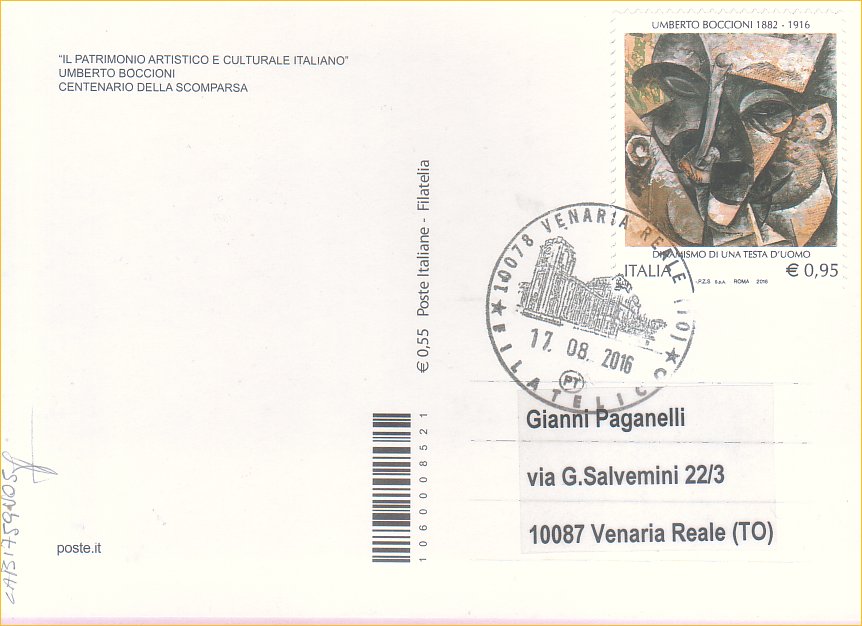 "IL PATRIMONIO ARTISTICO E CULTURALE ITALIANO"
UMBERTO BOCCIONI
CENTENARIO DELLA SCOMPARSA
UMBERTO BOCCIONI 1882 - 1916
DINAMISMO DI UNA TESTA D'UOMO
ITALIA
€ 0,95
I.P.Z.S. S.p.A. ROMA 2016
★ 10078 VENARIA REALE (TO) ★
17. 08. 2016
PT
FILATELICO
€ 0,55 Poste Italiane - Filatelia
1060008521
Gianni Paganelli
via G.Salvemini 22/3
10087 Venaria Reale (TO)
poste.it